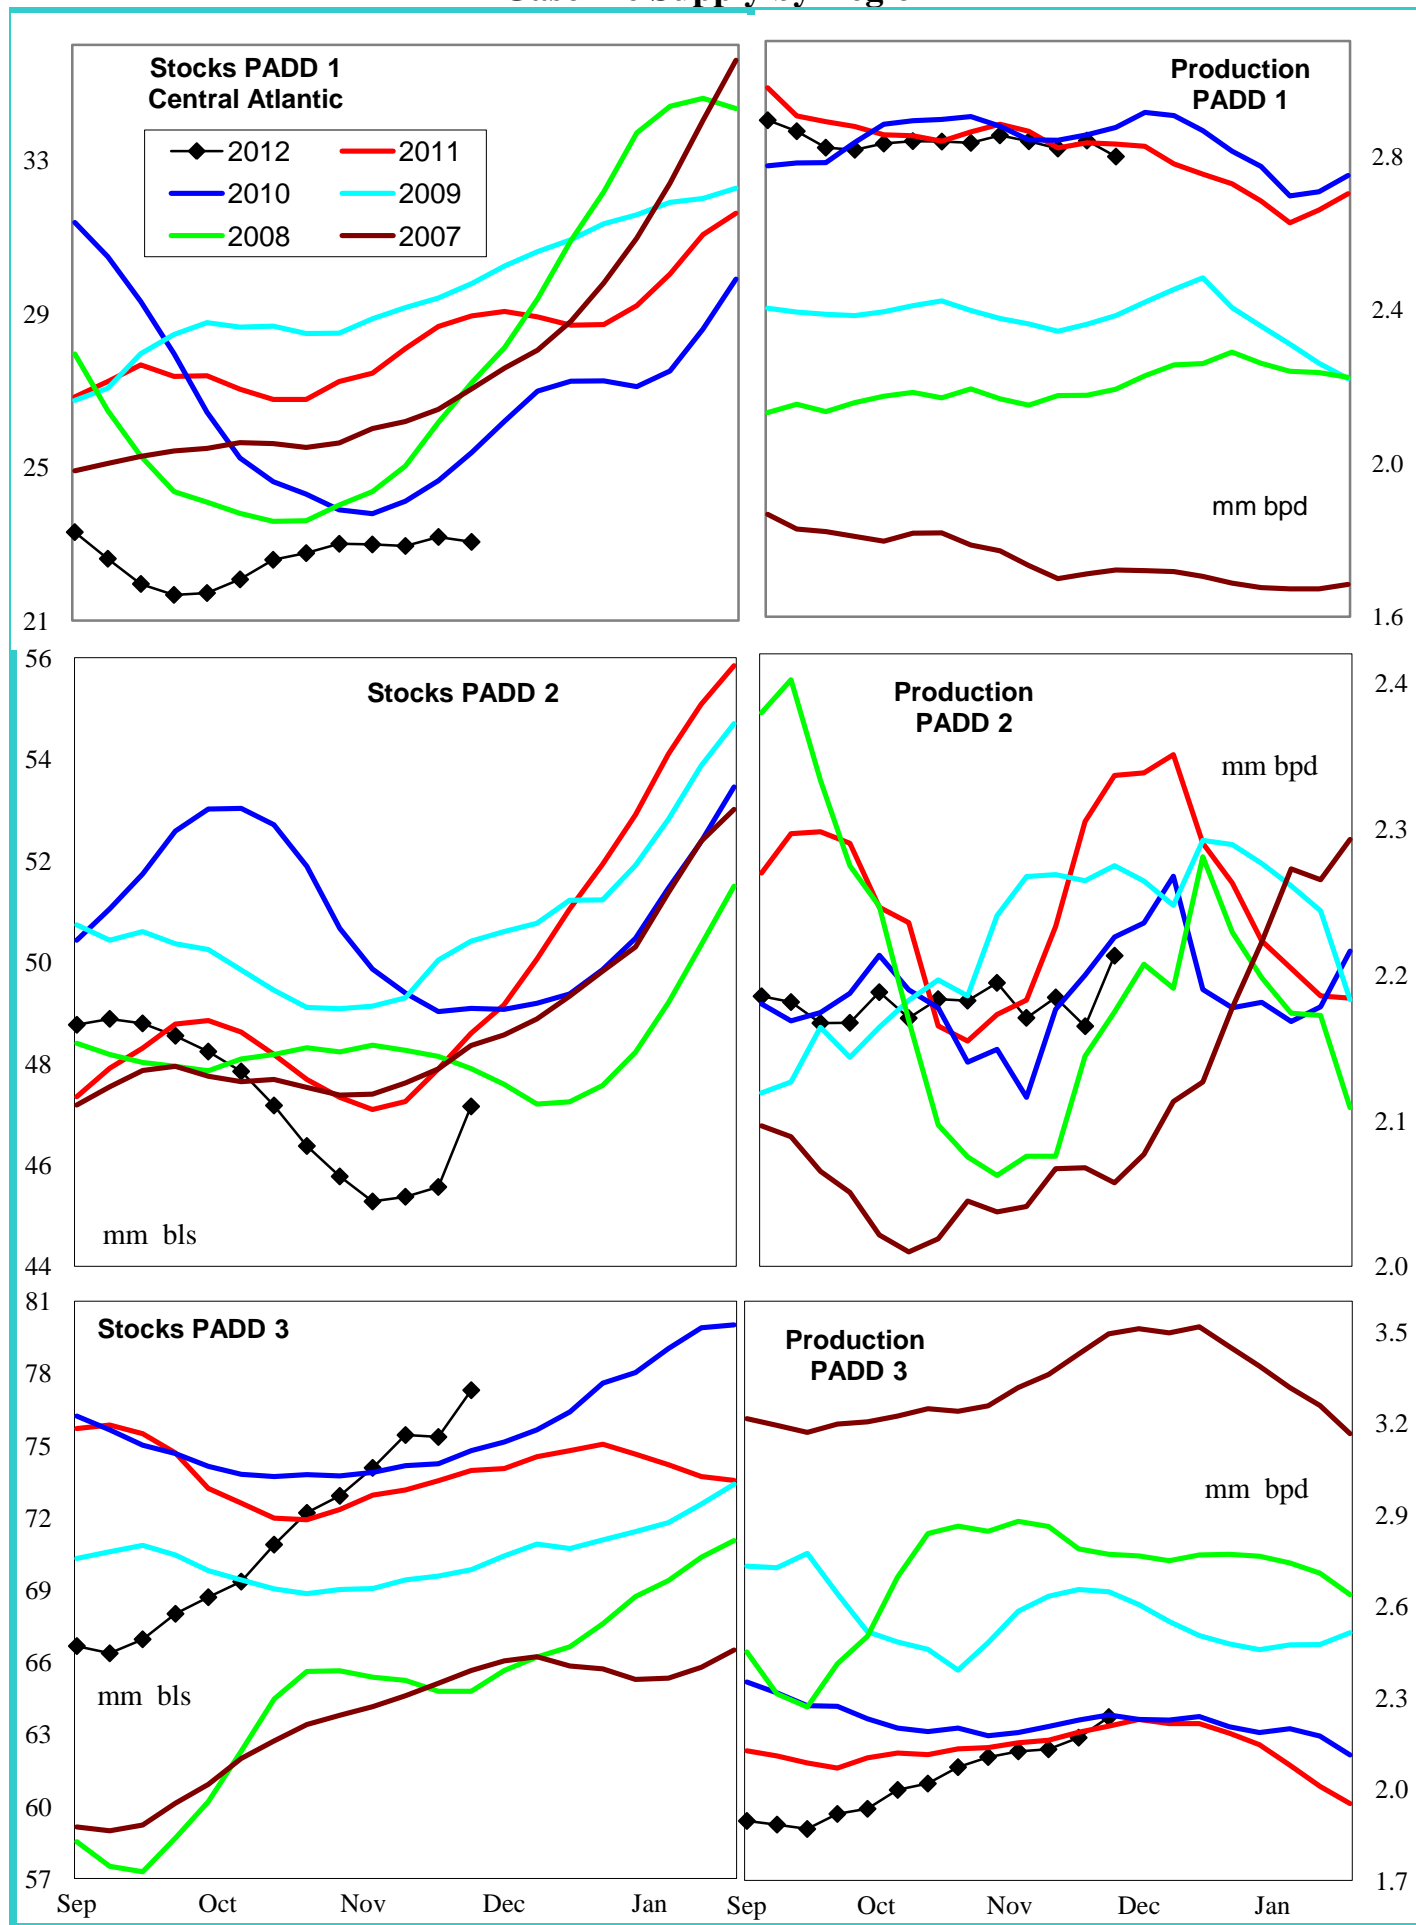 Stocks PADD 1
Central Atlantic
2012
2011
2010
2009
2008
2007
33
29
25
21
Production
PADD 1
mm bpd
2.8
2.4
2.0
1.6
56
54
52
50
48
46
44
Stocks PADD 2
mm bls
Production
PADD 2
mm bpd
2.4
2.3
2.2
2.1
2.0
81
78
75
72
69
66
63
60
57
Stocks PADD 3
mm bls
Sep Oct Nov Dec Jan
Production
PADD 3
mm bpd
3.5
3.2
2.9
2.6
2.3
2.0
1.7
Sep Oct Nov Dec Jan